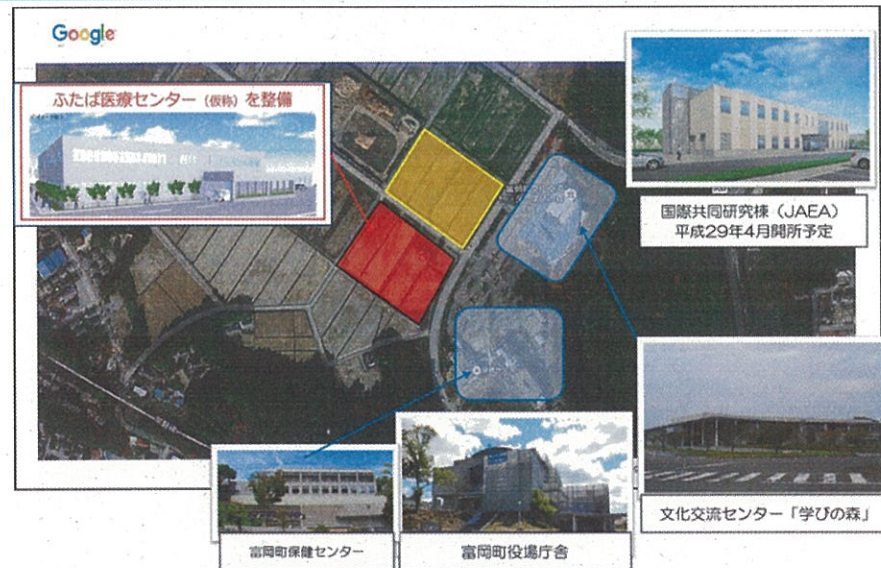 Google
ふたば医療センター（仮称）を整備
国際共同研究棟（JAEA）
平成29年4月開所予定
文化交流センター「学びの森」
富岡町保健センター
富岡町役場庁舎